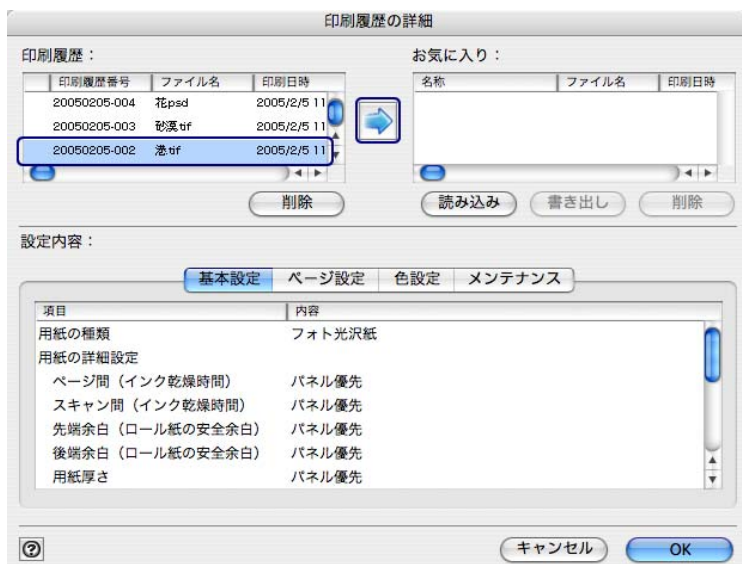 印刷履歴の詳細
印刷履歴：
お気に入り：
印刷履歴番号 ファイル名 印刷日時
名称 ファイル名 印刷日時
20050205-004 花psd 2005/2/5 11
20050205-003 砂漠.tif 2005/2/5 11
20050205-002 港.tif 2005/2/5 11
削除
読み込み 書き出し 削除
設定内容：
基本設定 ページ設定 色設定 メンテナンス
項目 内容
用紙の種類 フォト光沢紙
用紙の詳細設定
ページ間（インク乾燥時間） パネル優先
スキャン間（インク乾燥時間） パネル優先
先端余白（ロール紙の安全余白） パネル優先
後端余白（ロール紙の安全余白） パネル優先
用紙厚さ パネル優先
? キャンセル OK